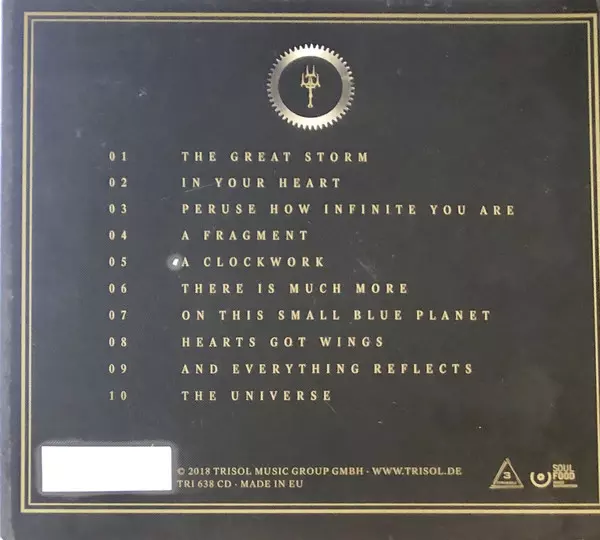 01 THE GREAT STORM
02 IN YOUR HEART
03 PERUSE HOW INFINITE YOU ARE
04 A FRAGMENT
05 A CLOCKWORK
06 THERE IS MUCH MORE
07 ON THIS SMALL BLUE PLANET
08 HEARTS GOT WINGS
09 AND EVERYTHING REFLECTS
10 THE UNIVERSE
© 2018 TRISOL MUSIC GROUP GMBH · WWW.TRISOL.DE
TRI 638 CD · MADE IN EU
3
SOUL
FOOD